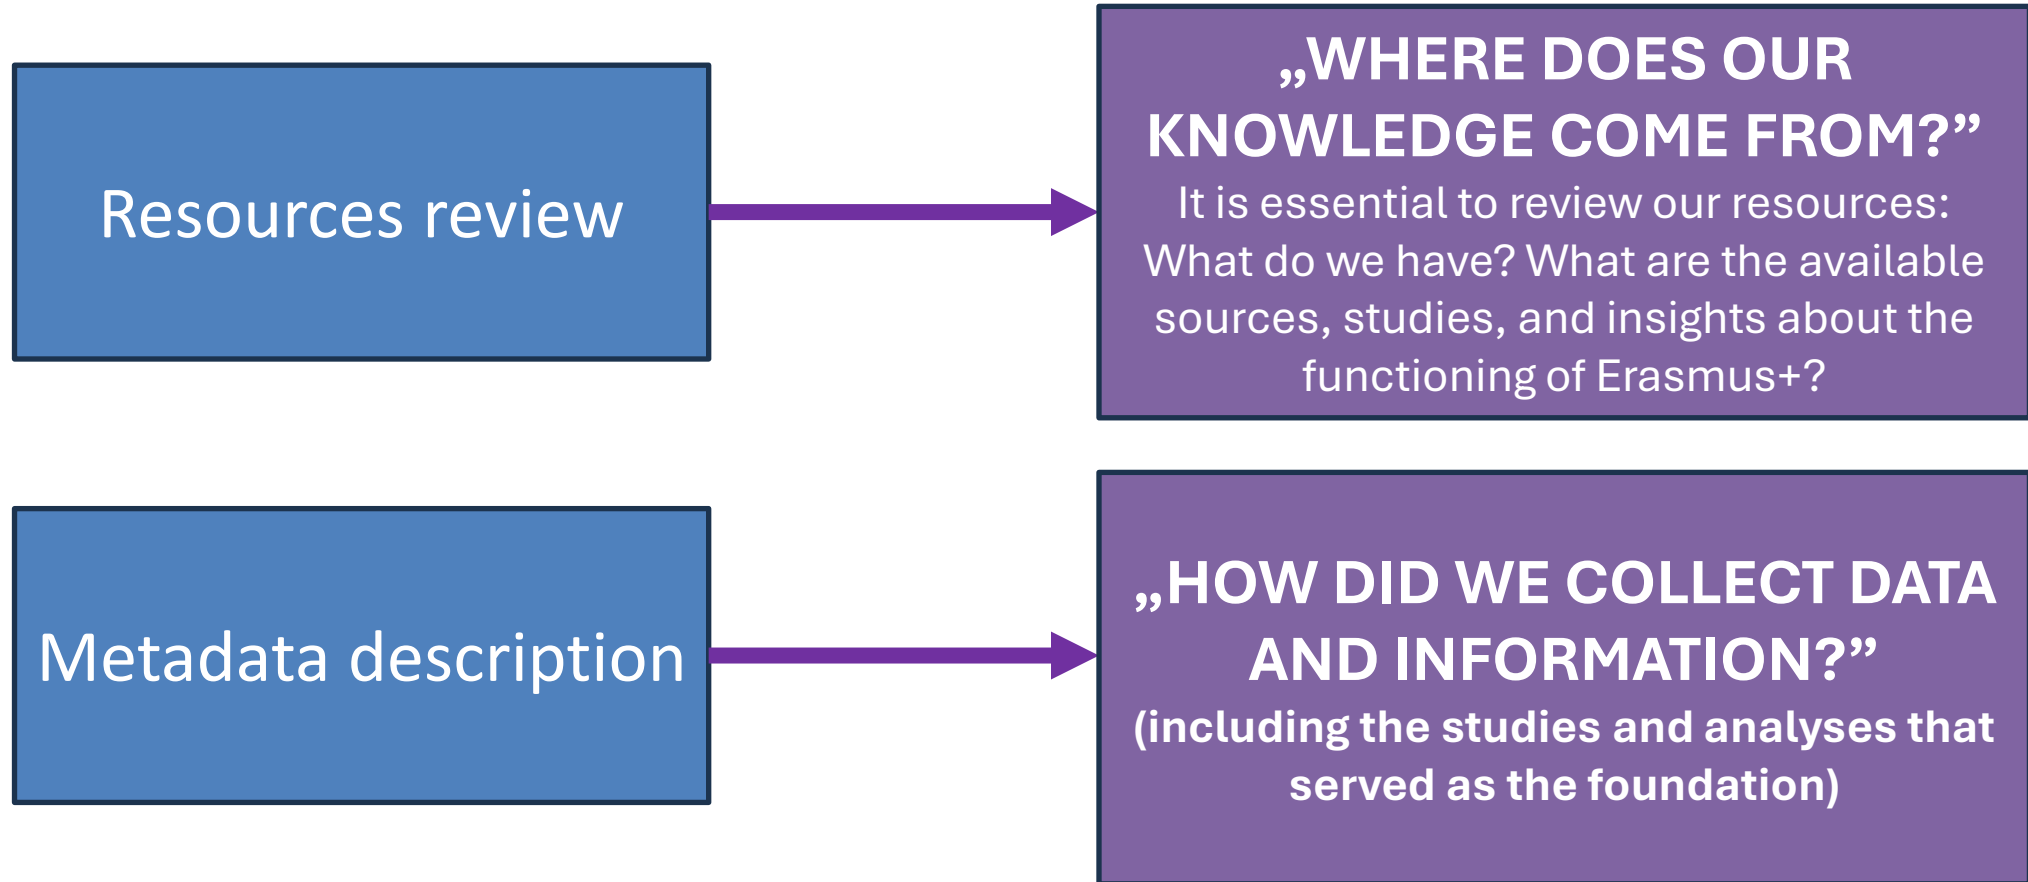 Resources review
„WHERE DOES OUR
KNOWLEDGE COME FROM?”
It is essential to review our resources:
What do we have? What are the available
sources, studies, and insights about the
functioning of Erasmus+?
Metadata description
„HOW DID WE COLLECT DATA
AND INFORMATION?”
(including the studies and analyses that
served as the foundation)